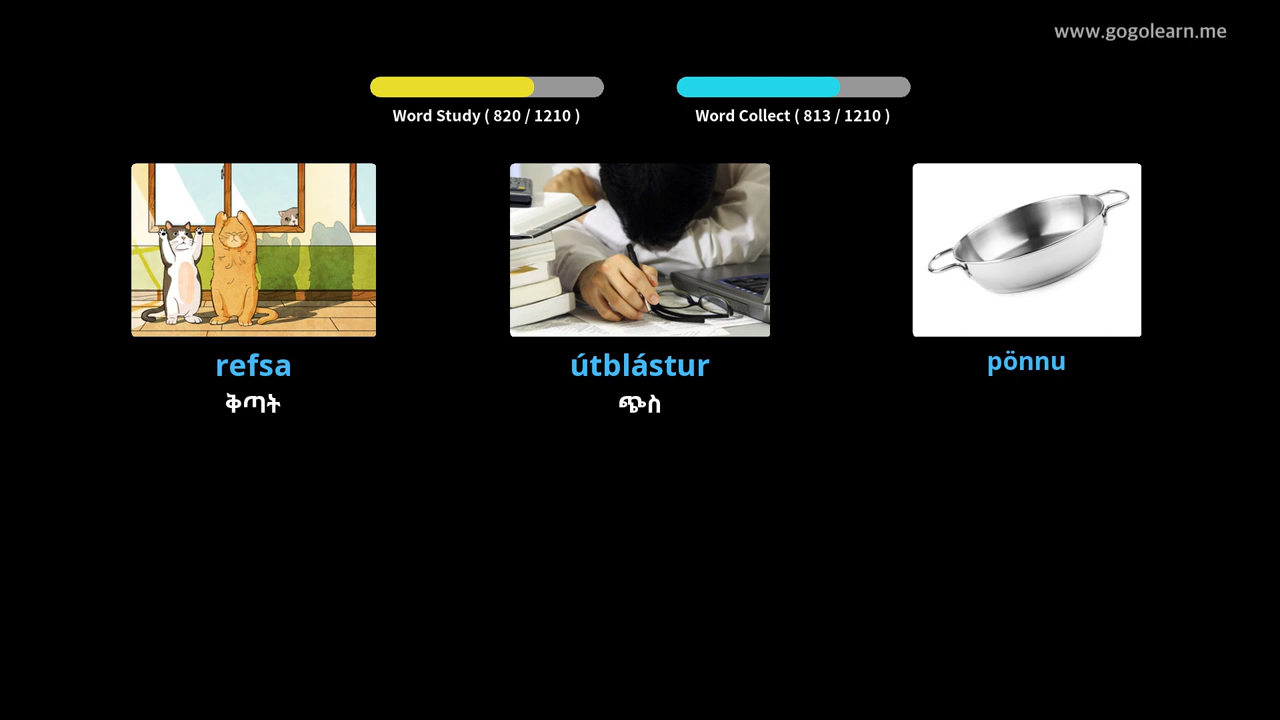 www.gogolearn.me
Word Study ( 820 / 1210 )
Word Collect ( 813 / 1210 )
refsa
ቅጣት
útblástur
ጭስ
pönnu